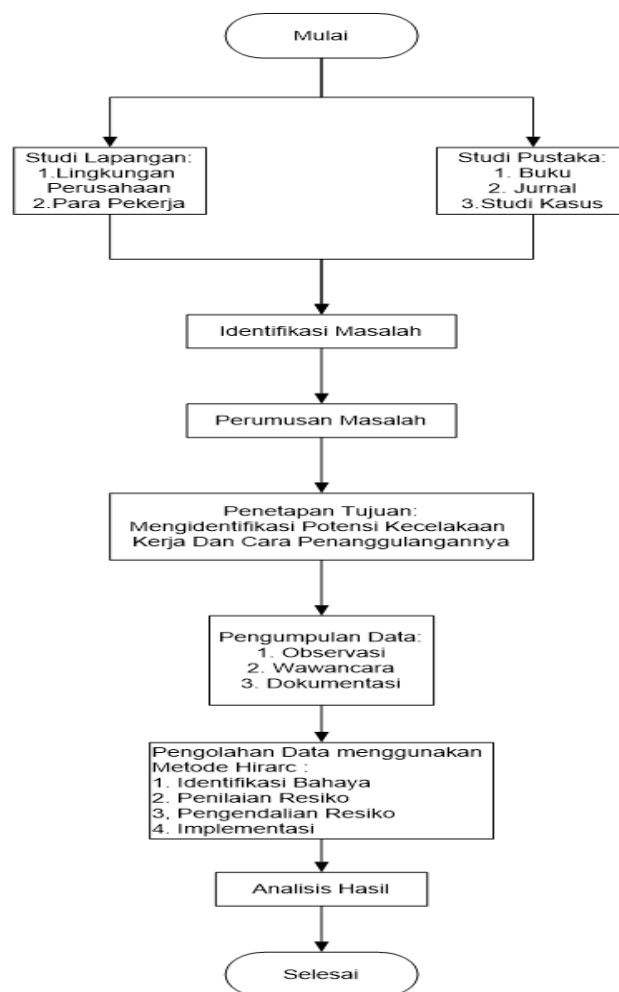 Mulai
Studi Lapangan:
1.Lingkungan
Perusahaan
2.Para Pekerja
Studi Pustaka:
1. Buku
2. Jurnal
3.Studi Kasus
Identifikasi Masalah
Perumusan Masalah
Penetapan Tujuan:
Mengidentifikasi Potensi Kecelakaan
Kerja Dan Cara Penanggulangannya
Pengumpulan Data:
1. Observasi
2. Wawancara
3. Dokumentasi
Pengolahan Data menggunakan
Metode Hirarc :
1. Identifikasi Bahaya
2. Penilaian Resiko
3, Pengendalian Resiko
4. Implementasi
Analisis Hasil
Selesai